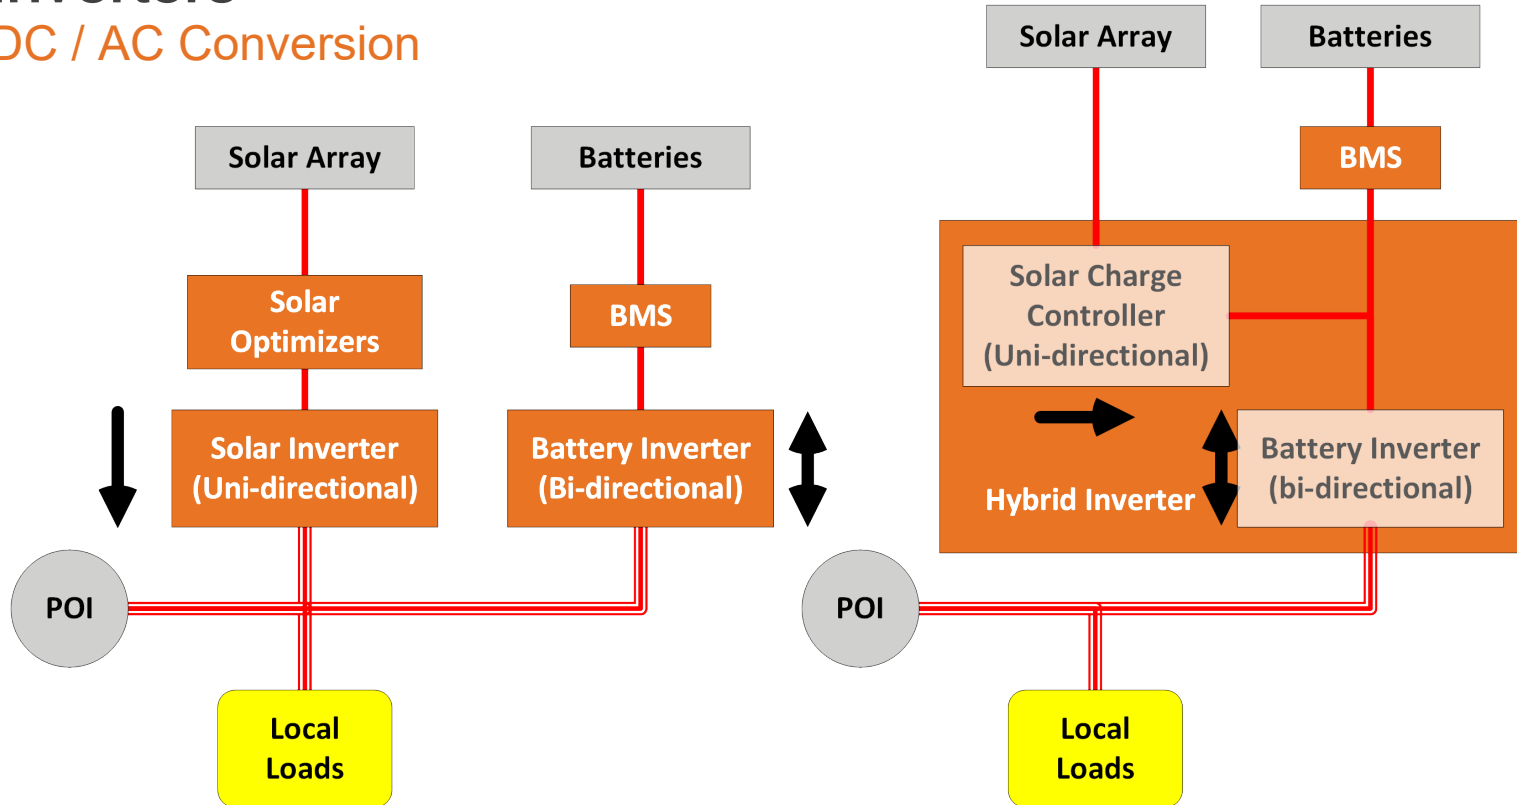 Inverters
DC / AC Conversion
Solar Array
Batteries
Solar
Optimizers
BMS
Solar Inverter
(Uni-directional)
Battery Inverter
(Bi-directional)
POI
Local
Loads
Solar Array
Batteries
BMS
Solar Charge
Controller
(Uni-directional)
Hybrid Inverter
Battery Inverter
(bi-directional)
POI
Local
Loads